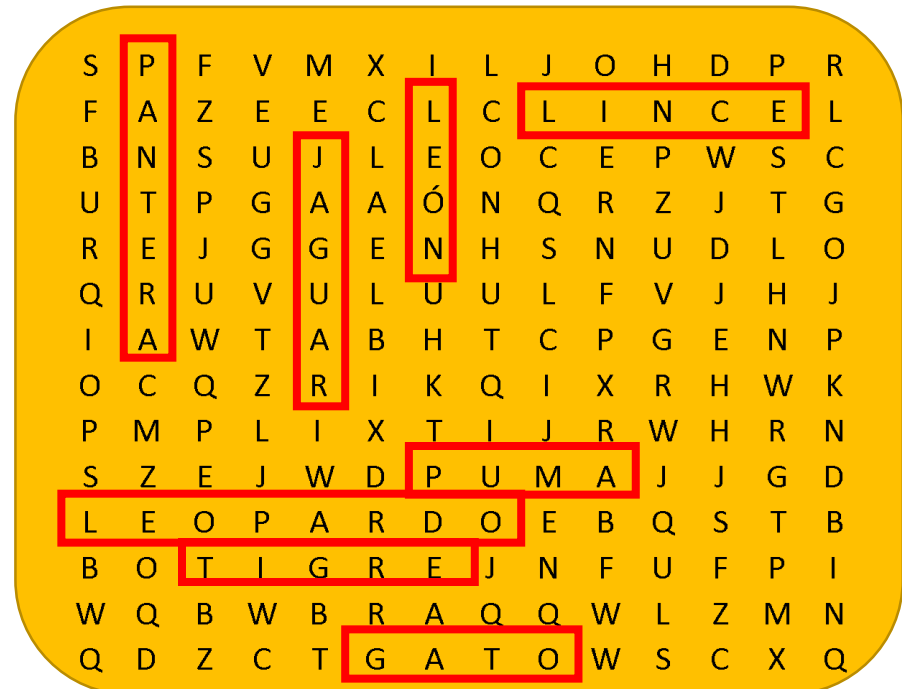 S P F V M X I L J O H D P R
F A Z E E C L C L I N C E L
B N S U J L E O C E P W S C
U T P G A A Ó N Q R Z J T G
R E J G G E N H S N U D L O
Q R U V U L U U L F V J H J
I A W T A B H T C P G E N P
O C Q Z R I K Q I X R H W K
P M P L I X T I J R W H R N
S Z E J W D P U M A J J G D
L E O P A R D O E B Q S T B
B O T I G R E J N F U F P I
W Q B W B R A Q Q W L Z M N
Q D Z C T G A T O W S C X Q